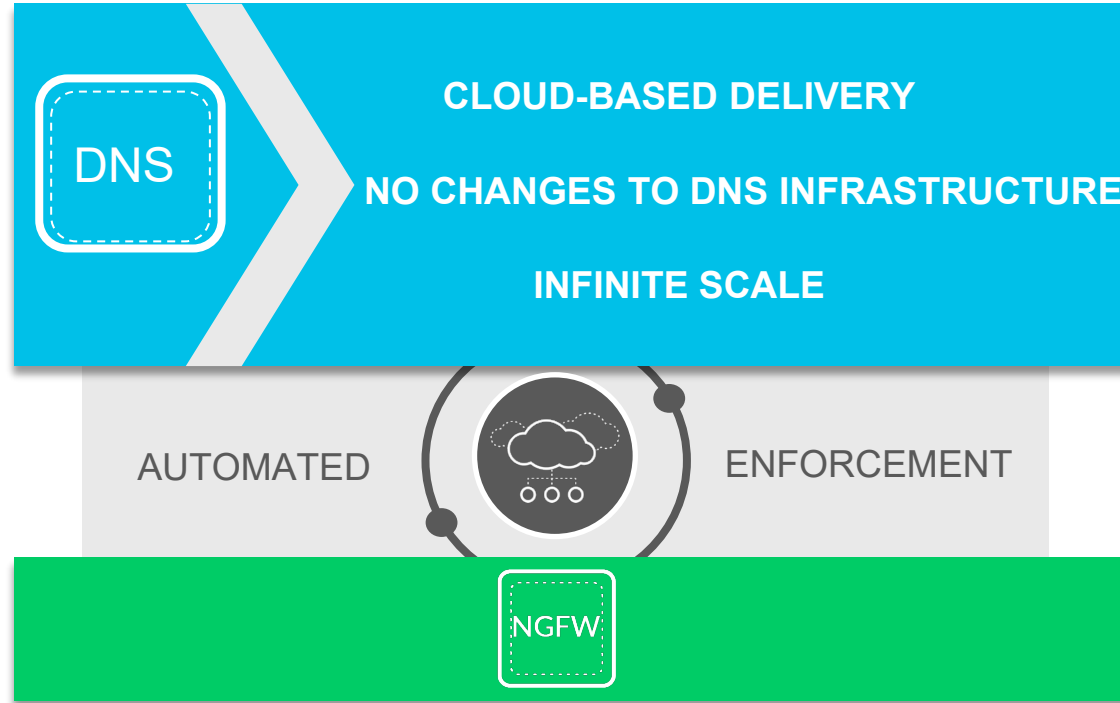 DNS
CLOUD-BASED DELIVERY
NO CHANGES TO DNS INFRASTRUCTURE
INFINITE SCALE
AUTOMATED
ENFORCEMENT
NGFW